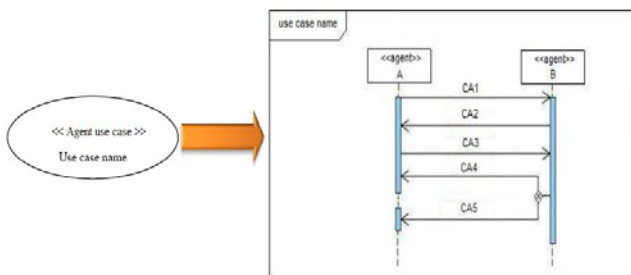 << Agent use case >>
Use case name
use case name
<<agent>>
A
<<agent>>
B
CA1
CA2
CA3
CA4
CA5